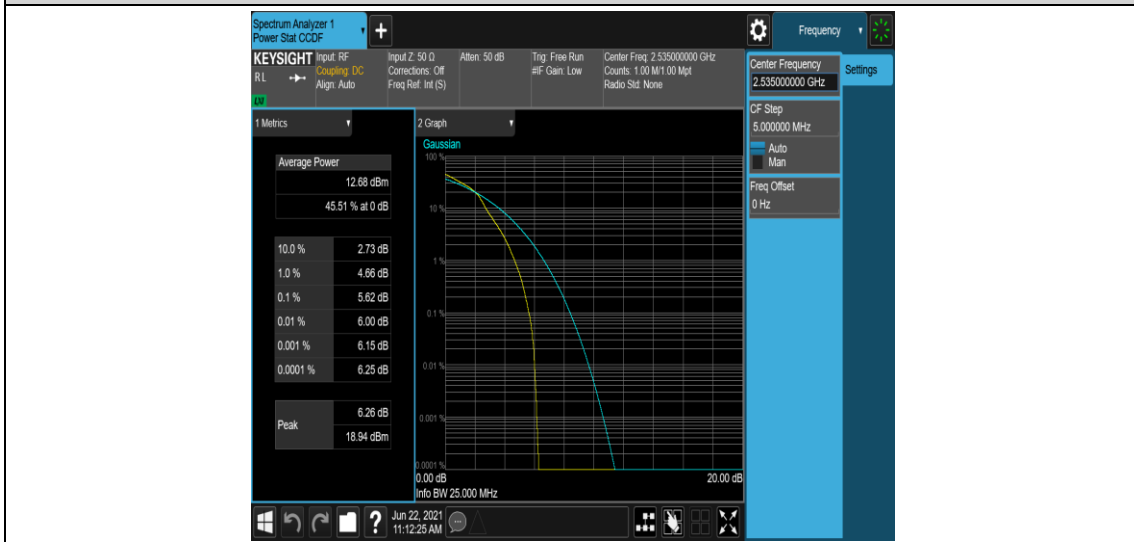 Spectrum Analyzer 1
Power Stat CCDF
+
Frequency
KEYSIGHT
RL
LXI
Input: RF
Coupling: DC
Align: Auto
Input Z: 50 Ω
Corrections: Off
Freq Ref: Int (S)
Atten: 50 dB
Trig: Free Run
#IF Gain: Low
Center Freq: 2.535000000 GHz
Counts: 1.00 M/1.00 Mpt
Radio Std: None
Center Frequency
2.535000000 GHz
Settings
CF Step
5.000000 MHz
Auto
Man
Freq Offset
0 Hz
1 Metrics
Average Power
12.68 dBm
45.51 % at 0 dB
10.0 % 2.73 dB
1.0 % 4.66 dB
0.1 % 5.62 dB
0.01 % 6.00 dB
0.001 % 6.15 dB
0.0001 % 6.25 dB
Peak 6.26 dB
18.94 dBm
2 Graph
Gaussian
100 %
10 %
1 %
0.1 %
0.01 %
0.001 %
0.0001 %
0.00 dB 20.00 dB
Info BW 25.000 MHz
?
Jun 22, 2021
11:12:25 AM